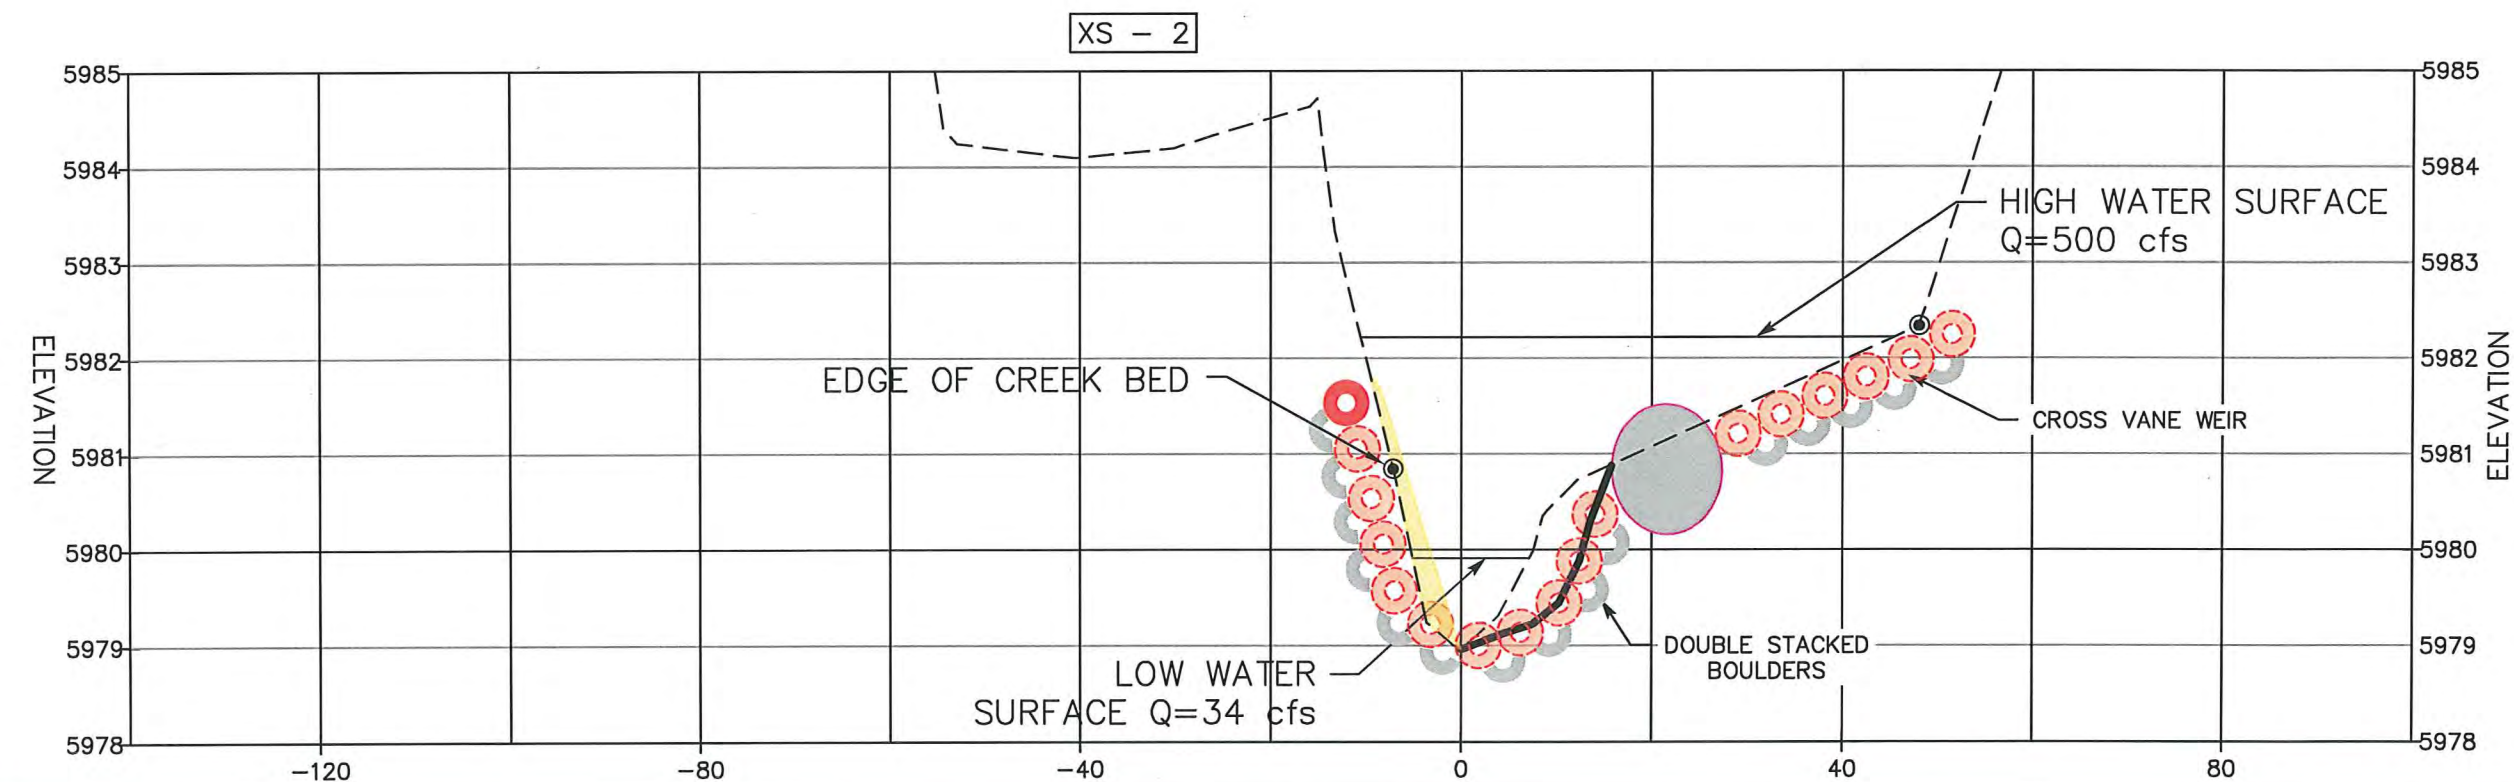 XS - 2
5985
5984
5983
5982
5981
5980
5979
5978
ELEVATION
5985
5984
5983
5982
5981
5980
5979
5978
ELEVATION
HIGH WATER SURFACE
Q=500 cfs
EDGE OF CREEK BED
CROSS VANE WEIR
DOUBLE STACKED
BOULDERS
LOW WATER
SURFACE Q=34 cfs
-120
-80
-40
0
40
80